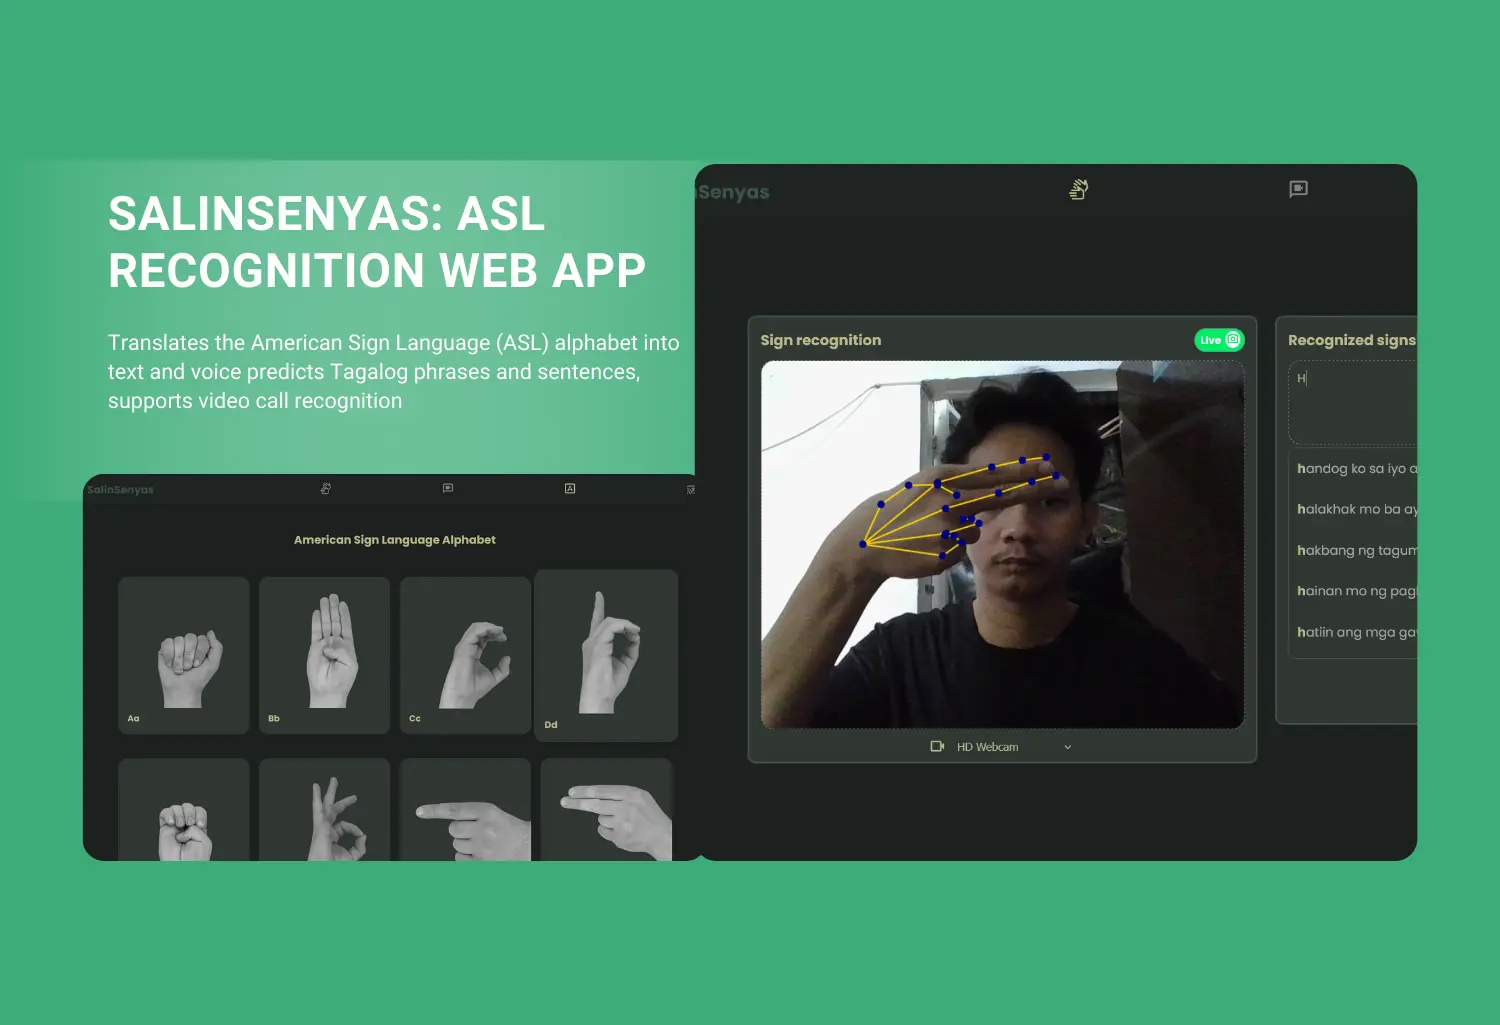 SALINSENYAS: ASL
RECOGNITION WEB APP
Translates the American Sign Language (ASL) alphabet into
text and voice predicts Tagalog phrases and sentences,
supports video call recognition
SalinSenyas
American Sign Language Alphabet
Aa
Bb
Cc
Dd
nSenyas
Sign recognition
Live
HD Webcam
Recognized signs
H
handog ko sa iyo a
halakhak mo ba ay
hakbang ng tagum
hainan mo ng pag
hatiin ang mga ga